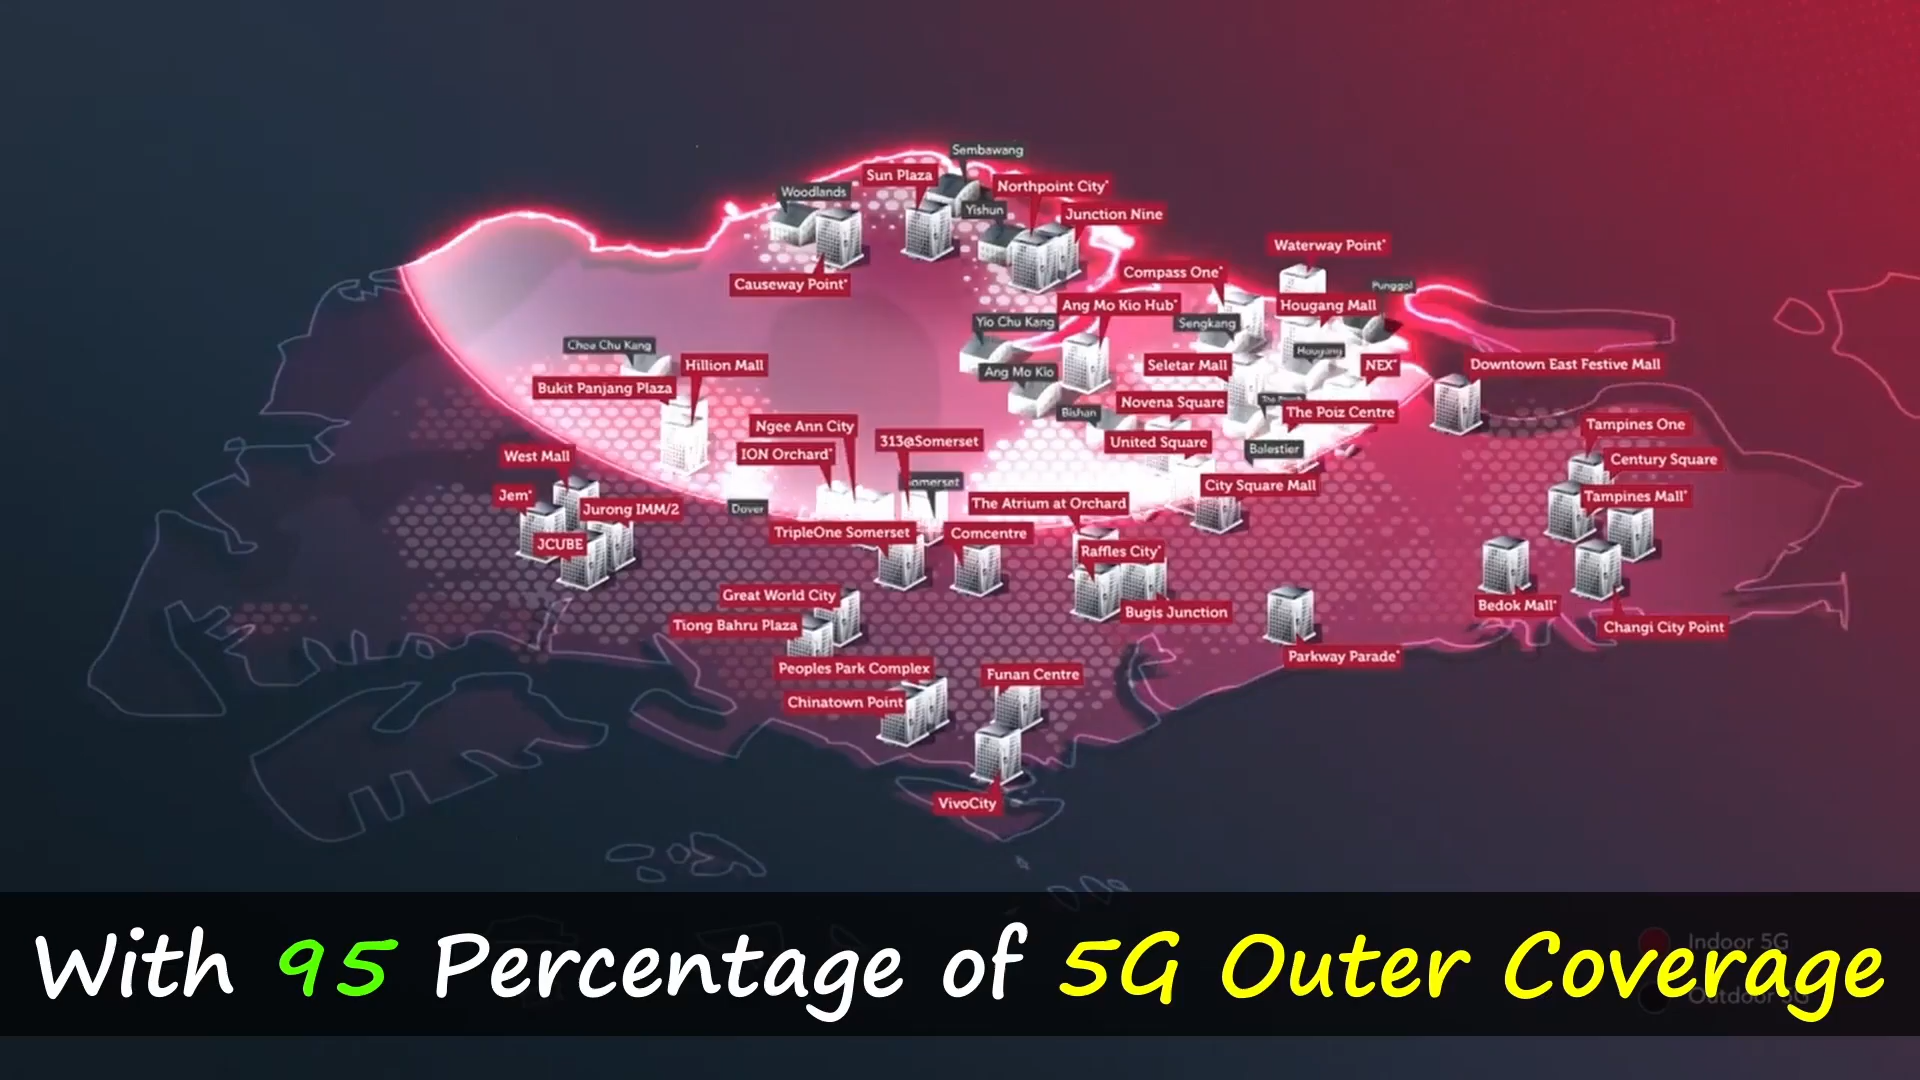 Sembawang
Sun Plaza
Woodlands
Northpoint City*
Yishun
Junction Nine
Waterway Point*
Compass One*
Causeway Point*
Punggol
Ang Mo Kio Hub*
Hougang Mall
Yio Chu Kang
Sengkang
Choa Chu Kang
Hougang
Hillion Mall
Seletar Mall
NEX*
Downtown East Festive Mall
Ang Mo Kio
Bukit Panjang Plaza
Novena Square
Bishan
The Poiz Centre
Ngee Ann City
Tampines One
313@Somerset
United Square
Balestier
ION Orchard*
West Mall
Century Square
Somerset
City Square Mall
Jem*
Tampines Mall*
The Atrium at Orchard
Jurong IMM/2
Dover
TripleOne Somerset
Comcentre
JCUBE
Raffles City*
Great World City
Bedok Mall*
Bugis Junction
Tiong Bahru Plaza
Changi City Point
Parkway Parade*
Peoples Park Complex
Funan Centre
Chinatown Point
VivoCity
Indoor 5G
With 95 Percentage of 5G Outer Coverage
Outdoor 5G